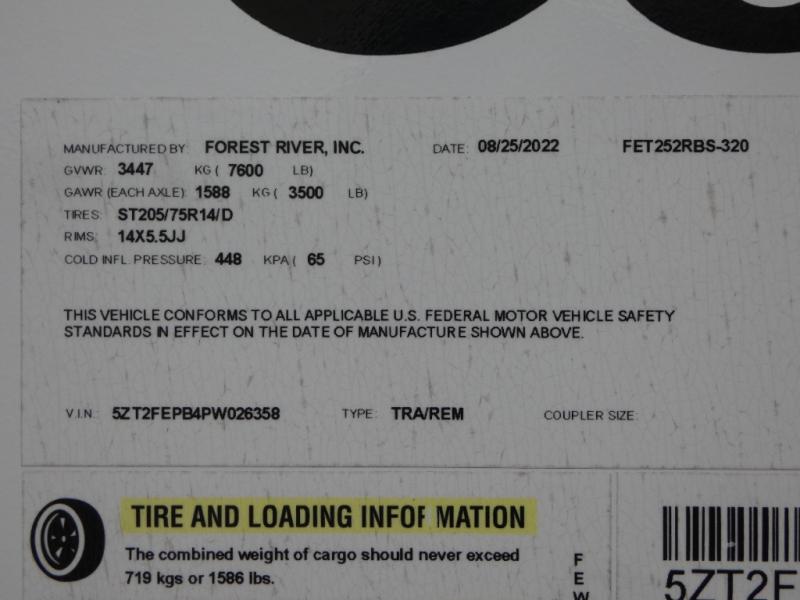 MANUFACTURED BY: FOREST RIVER, INC. DATE: 08/25/2022 FET252RBS-320
GVWR: 3447 KG ( 7600 LB)
GAWR (EACH AXLE): 1588 KG ( 3500 LB)
TIRES: ST205/75R14/D
RIMS: 14X5.5JJ
COLD INFL. PRESSURE: 448 KPA ( 65 PSI )
THIS VEHICLE CONFORMS TO ALL APPLICABLE U.S. FEDERAL MOTOR VEHICLE SAFETY
STANDARDS IN EFFECT ON THE DATE OF MANUFACTURE SHOWN ABOVE.
V.I.N.: 5ZT2FEPB4PW026358 TYPE: TRA/REM COUPLER SIZE:
TIRE AND LOADING INFORMATION
The combined weight of cargo should never exceed
719 kgs or 1586 lbs.
F
E
W
5ZT2F